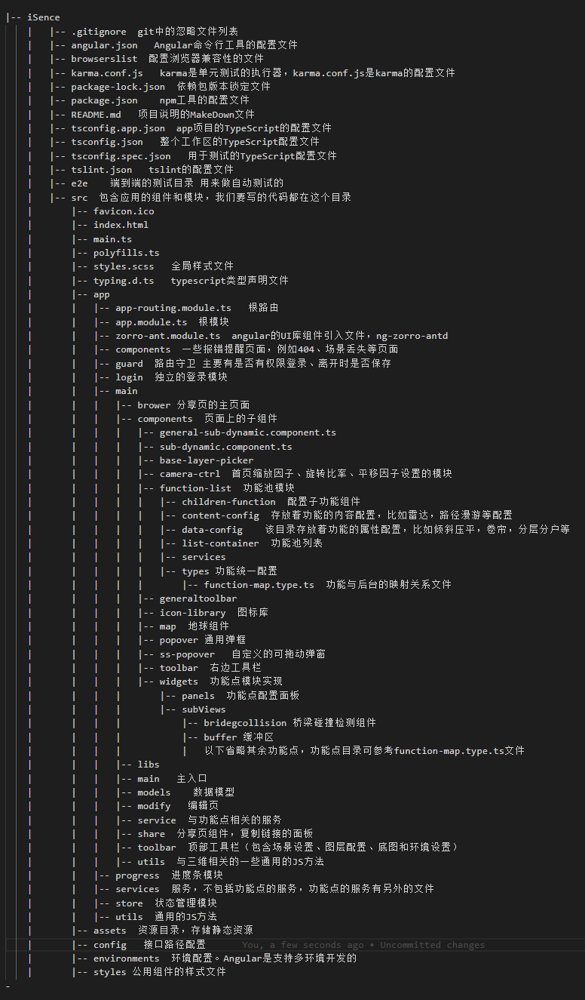 |-- iSence
|   |-- .gitignore  git中的忽略文件列表
|   |-- angular.json   Angular命令行工具的配置文件
|   |-- browserslist  配置浏览器兼容性的文件
|   |-- karma.conf.js   karma是单元测试的执行器，karma.conf.js是karma的配置文件
|   |-- package-lock.json  依赖包版本锁定文件
|   |-- package.json    npm工具的配置文件
|   |-- README.md   项目说明的MakeDown文件
|   |-- tsconfig.app.json  app项目的TypeScript的配置文件
|   |-- tsconfig.json   整个工作区的TypeScript配置文件
|   |-- tsconfig.spec.json   用于测试的TypeScript配置文件
|   |-- tslint.json   tslint的配置文件
|   |-- e2e    端到端的测试目录 用来做自动测试的
|   |-- src  包含应用的组件和模块，我们要写的代码都在这个目录
|       |-- favicon.ico
|       |-- index.html
|       |-- main.ts
|       |-- polyfills.ts
|       |-- styles.scss   全局样式文件
|       |-- typing.d.ts   typescript类型声明文件
|       |-- app
|       |   |-- app-routing.module.ts   根路由
|       |   |-- app.module.ts  根模块
|       |   |-- zorro-ant.module.ts  angular的UI库组件引入文件，ng-zorro-antd
|       |   |-- components  一些报错提醒页面，例如404、场景丢失等页面
|       |   |-- guard  路由守卫 主要有是否有权限登录、离开时是否保存
|       |   |-- login  独立的登录模块
|       |   |-- main
|       |   |   |-- brower 分享页的主页面
|       |   |   |-- components  页面上的子组件
|       |   |   |   |-- general-sub-dynamic.component.ts
|       |   |   |   |-- sub-dynamic.component.ts
|       |   |   |   |-- base-layer-picker
|       |   |   |   |-- camera-ctrl  首页缩放因子、旋转比率、平移因子设置的模块
|       |   |   |   |-- function-list  功能池模块
|       |   |   |   |   |-- children-function  配置子功能组件
|       |   |   |   |   |-- content-config  存放着功能的内容配置，比如雷达，路径漫游等配置
|       |   |   |   |   |-- data-config    该目录存放着功能的属性配置，比如倾斜压平，卷帘，分层分户等
|       |   |   |   |   |-- list-container  功能池列表
|       |   |   |   |   |-- services
|       |   |   |   |   |-- types 功能统一配置
|       |   |   |   |       |-- function-map.type.ts  功能与后台的映射关系文件
|       |   |   |   |-- generaltoolbar
|       |   |   |   |-- icon-library  图标库
|       |   |   |   |-- map  地球组件
|       |   |   |   |-- popover 通用弹框
|       |   |   |   |-- ss-popover   自定义的可拖动弹窗
|       |   |   |   |-- toolbar  右边工具栏
|       |   |   |   |-- widgets  功能点模块实现
|       |   |   |       |-- panels  功能点配置面板
|       |   |   |       |-- subViews
|       |   |   |           |-- bridegcollision 桥梁碰撞检测组件
|       |   |   |           |-- buffer 缓冲区
|       |   |   |           |   以下省略其余功能点，功能点目录可参考function-map.type.ts文件
|       |   |   |-- libs
|       |   |   |-- main   主入口
|       |   |   |-- models    数据模型
|       |   |   |-- modify   编辑页
|       |   |   |-- service  与功能点相关的服务
|       |   |   |-- share  分享页组件，复制链接的面板
|       |   |   |-- toolbar  顶部工具栏（包含场景设置、图层配置、底图和环境设置）
|       |   |   |-- utils  与三维相关的一些通用的JS方法
|       |   |-- progress  进度条模块
|       |   |-- services  服务，不包括功能点的服务，功能点的服务有另外的文件
|       |   |-- store  状态管理模块
|       |   |-- utils  通用的JS方法
|       |-- assets  资源目录，存储静态资源
|       |-- config   接口路径配置      You, a few seconds ago • Uncommitted changes
|       |-- environments  环境配置。Angular是支持多环境开发的
|       |-- styles 公用组件的样式文件
-